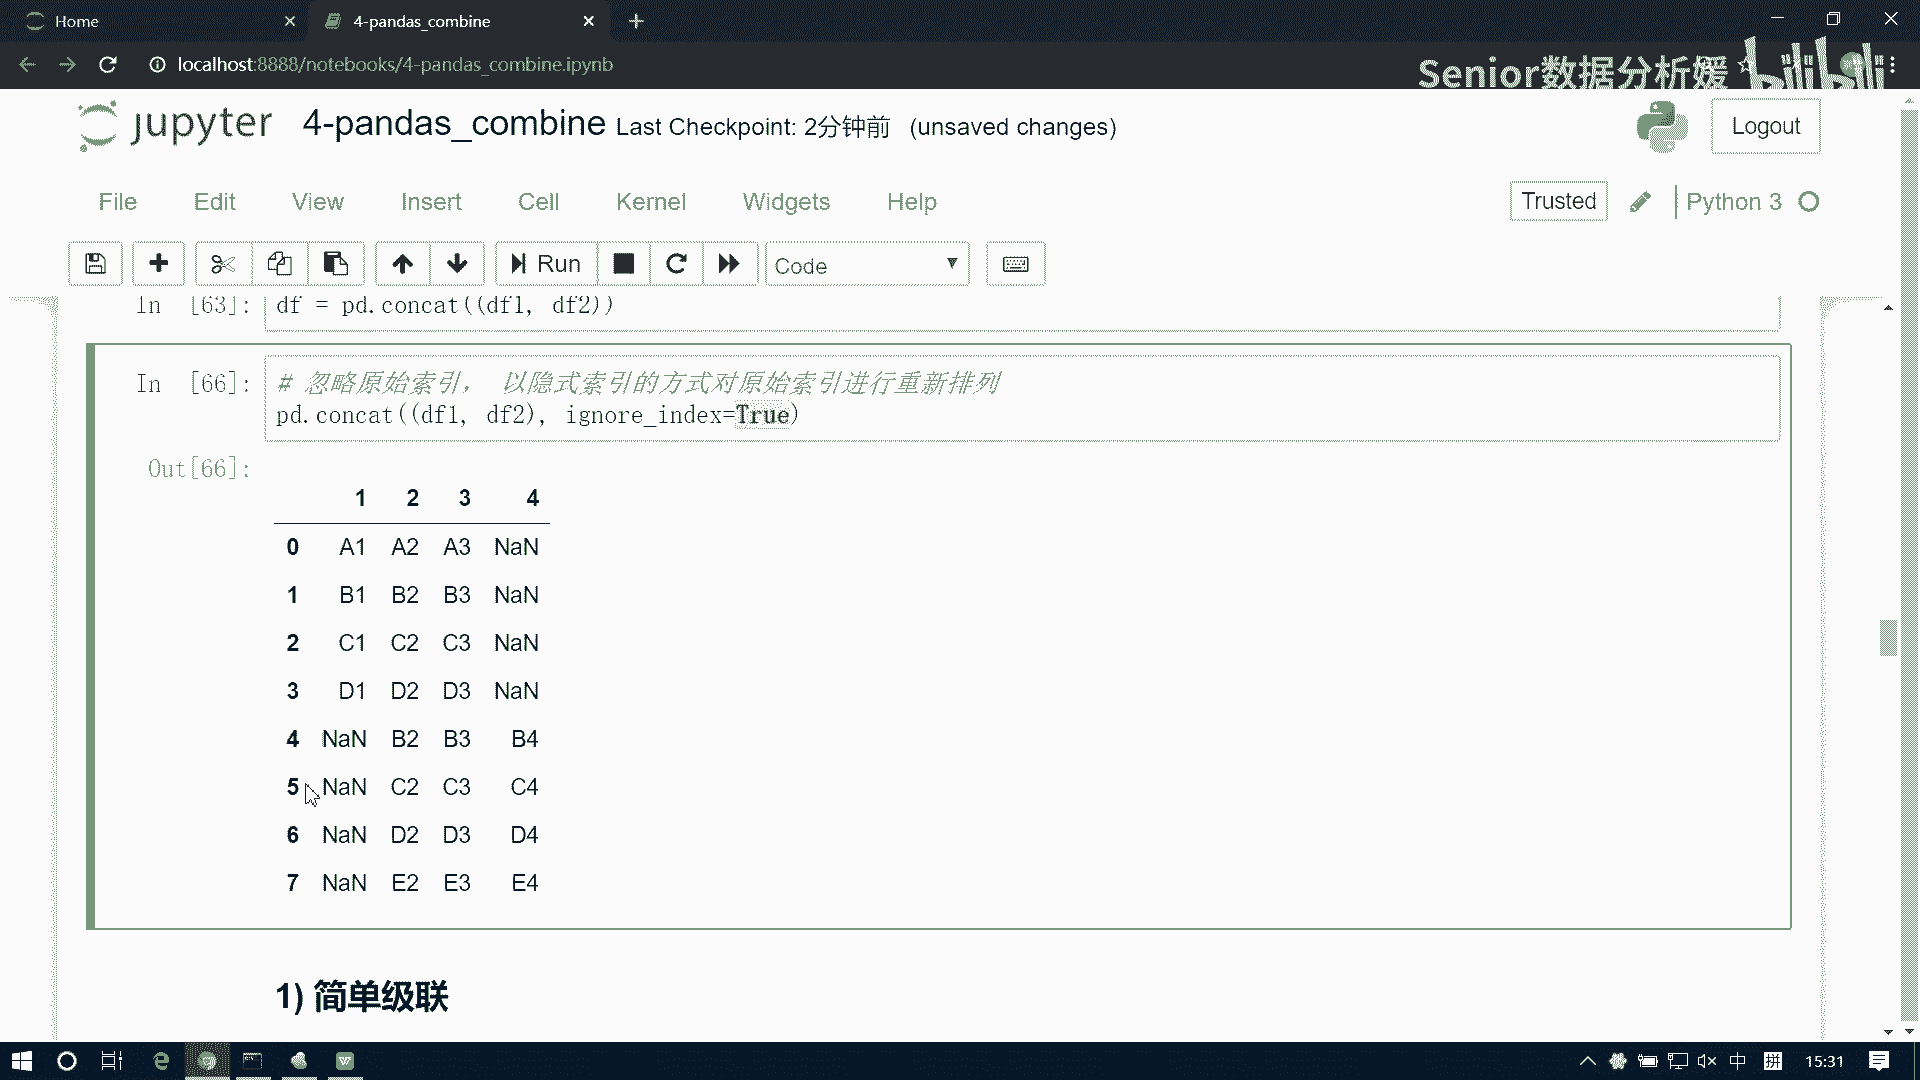 Home
4-pandas_combine
localhost:8888/notebooks/4-pandas_combine.ipynb
Senior数据分析媛
bilibili
jupyter 4-pandas_combine Last Checkpoint: 2分钟前 (unsaved changes)
Logout
File Edit View Insert Cell Kernel Widgets Help
Trusted
Python 3
Run
Code
In [63]: df = pd.concat((df1, df2))
In [66]: # 忽略原始索引, 以隐式索引的方式对原始索引进行重新排列
pd.concat((df1, df2), ignore_index=True)
Out[66]:
1 2 3 4
0 A1 A2 A3 NaN
1 B1 B2 B3 NaN
2 C1 C2 C3 NaN
3 D1 D2 D3 NaN
4 NaN B2 B3 B4
5 NaN C2 C3 C4
6 NaN D2 D3 D4
7 NaN E2 E3 E4
1) 简单级联
中
拼
15:31